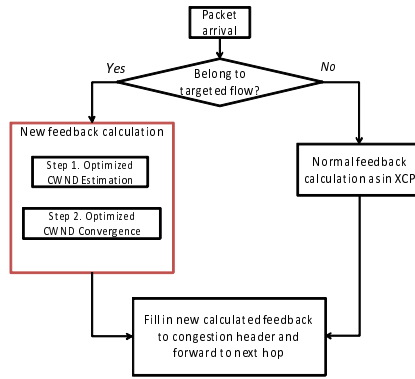 Packet
arrival
Yes
No
Belong to
targeted flow?
New feedback calculation
Step 1. Optimized
CWND Estimation
Step 2. Optimized
CWND Convergence
Normal feedback
calculation as in XCP
Fill in new calculated feedback
to congestion header and
forward to next hop